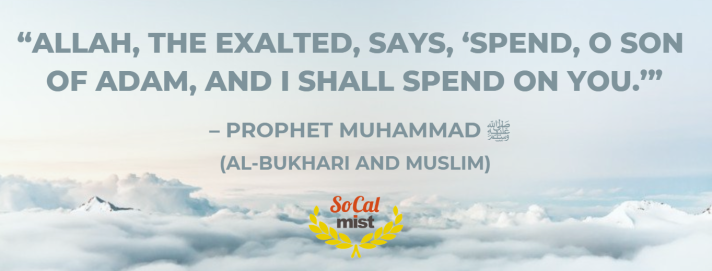 “ALLAH, THE EXALTED, SAYS, ‘SPEND, O SON
OF ADAM, AND I SHALL SPEND ON YOU.’”
– PROPHET MUHAMMAD ﷺ
(AL-BUKHARI AND MUSLIM)
SoCal
mist